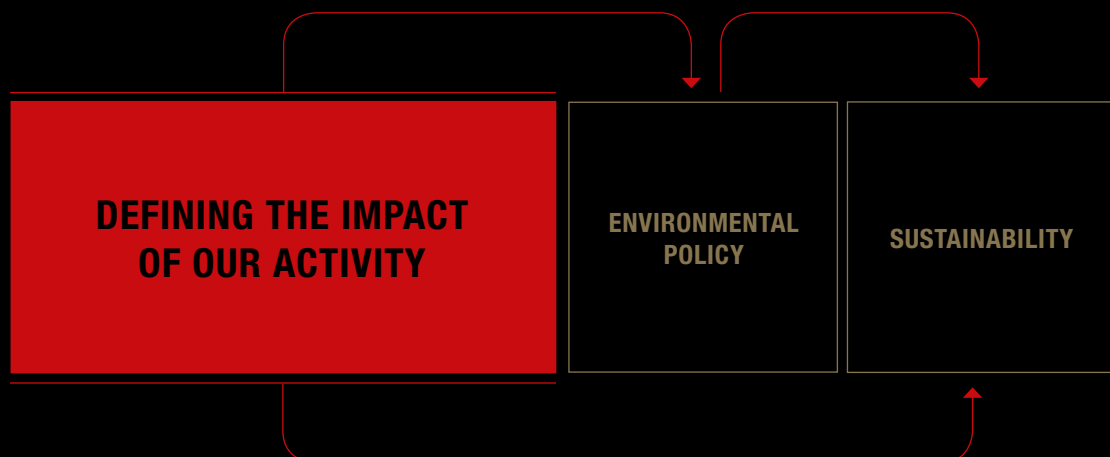 DEFINING THE IMPACT
OF OUR ACTIVITY
ENVIRONMENTAL
POLICY
SUSTAINABILITY